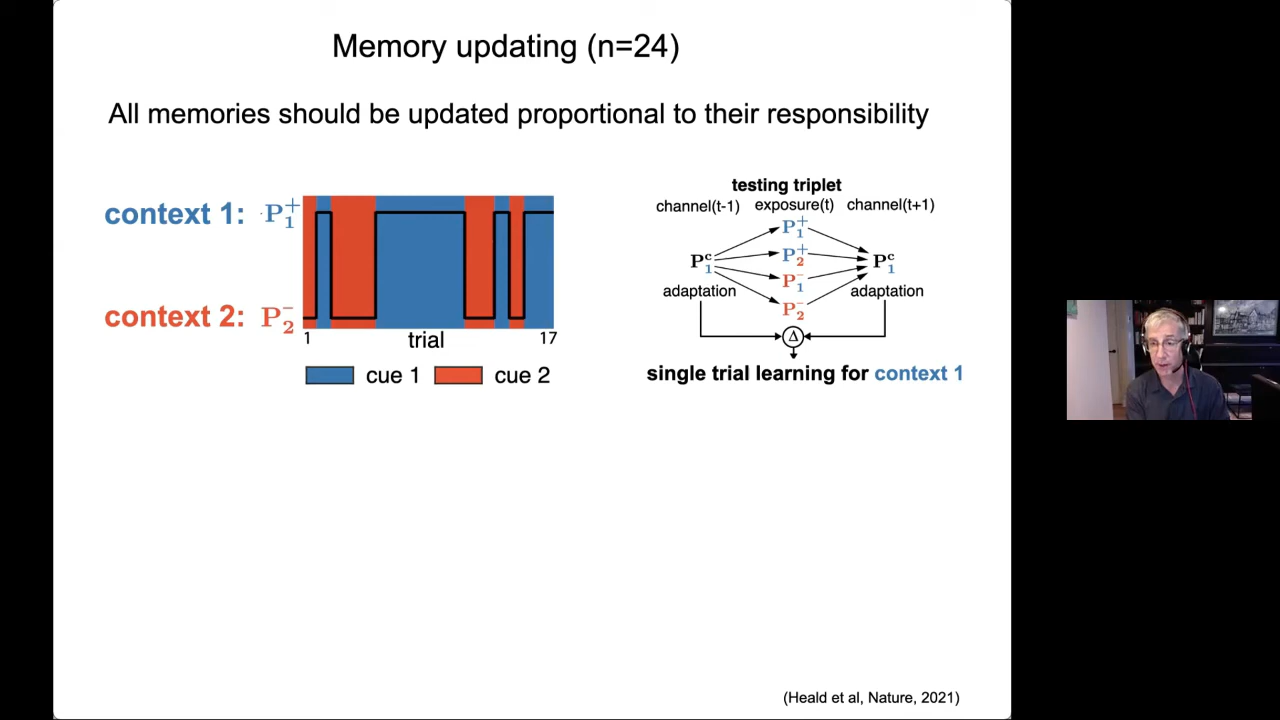 Memory updating (n=24)
All memories should be updated proportional to their responsibility
context 1: P₁⁺
context 2: P₂⁻
1 trial 17
cue 1 cue 2
testing triplet
channel(t-1) exposure(t) channel(t+1)
P₁⁺
P₂⁺
P₁ᶜ P₁ᶜ
P₁⁻
adaptation adaptation
P₂⁻
Δ
single trial learning for context 1
(Heald et al, Nature, 2021)